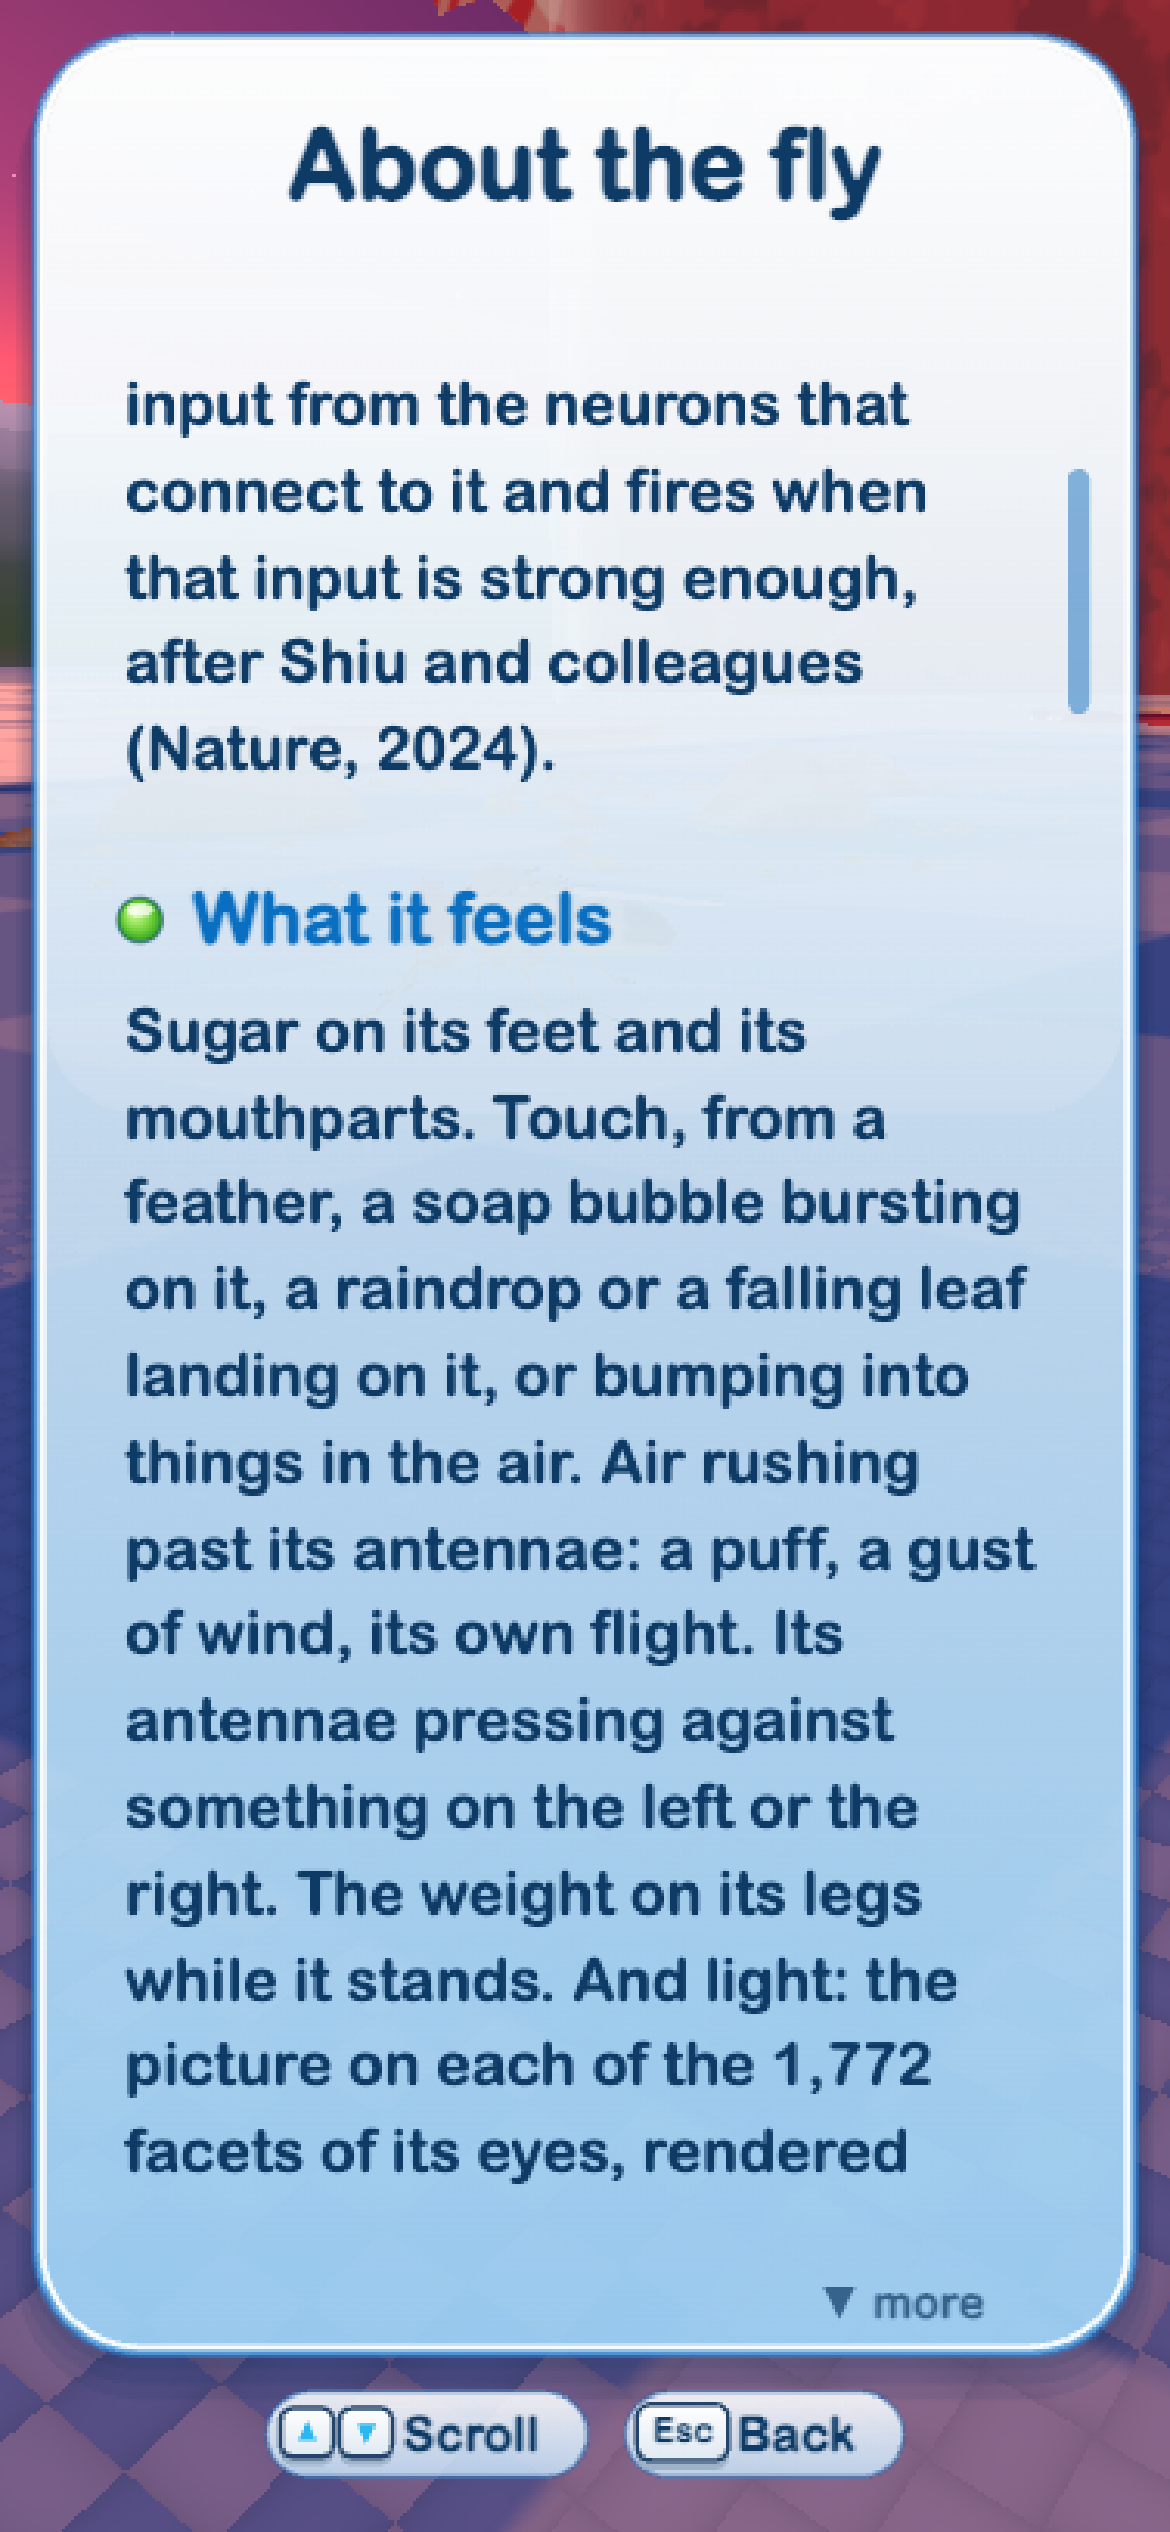 About the fly
input from the neurons that
connect to it and fires when
that input is strong enough,
after Shiu and colleagues
(Nature, 2024).
What it feels
Sugar on its feet and its
mouthparts. Touch, from a
feather, a soap bubble bursting
on it, a raindrop or a falling leaf
landing on it, or bumping into
things in the air. Air rushing
past its antennae: a puff, a gust
of wind, its own flight. Its
antennae pressing against
something on the left or the
right. The weight on its legs
while it stands. And light: the
picture on each of the 1,772
facets of its eyes, rendered
▼ more
▲ ▼ Scroll Esc Back